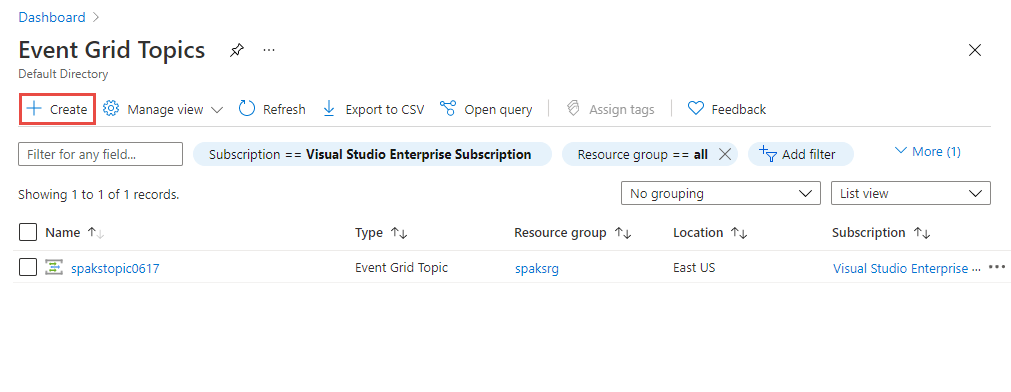 Dashboard
Event Grid Topics ...
Default Directory
Create Manage view Refresh Export to CSV Open query Assign tags Feedback
Filter for any field... Subscription == Visual Studio Enterprise Subscription Resource group == all Add filter More (1)
Showing 1 to 1 of 1 records. No grouping List view
Name Type Resource group Location Subscription
spakstopic0617 Event Grid Topic spaksrg East US Visual Studio Enterprise ...